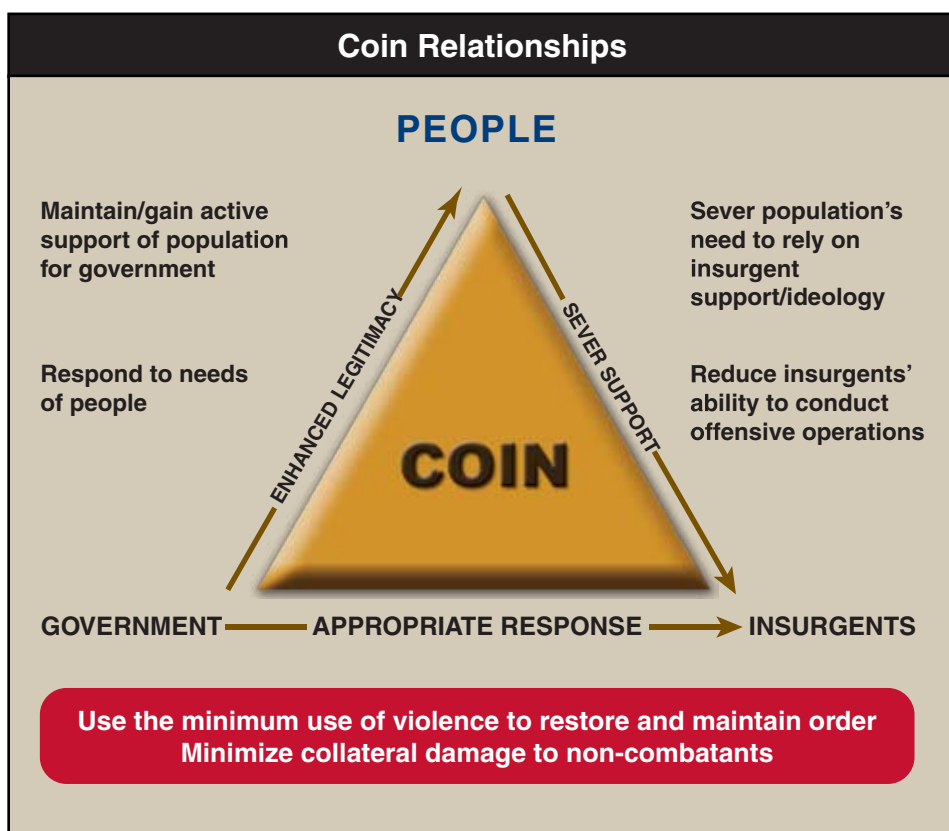 Coin Relationships
PEOPLE
Maintain/gain active
support of population
for government
Respond to needs
of people
ENHANCED LEGITIMACY
SEVER SUPPORT
Sever population’s
need to rely on
insurgent
support/ideology
Reduce insurgents’
ability to conduct
offensive operations
COIN
GOVERNMENT APPROPRIATE RESPONSE INSURGENTS
Use the minimum use of violence to restore and maintain order
Minimize collateral damage to non-combatants